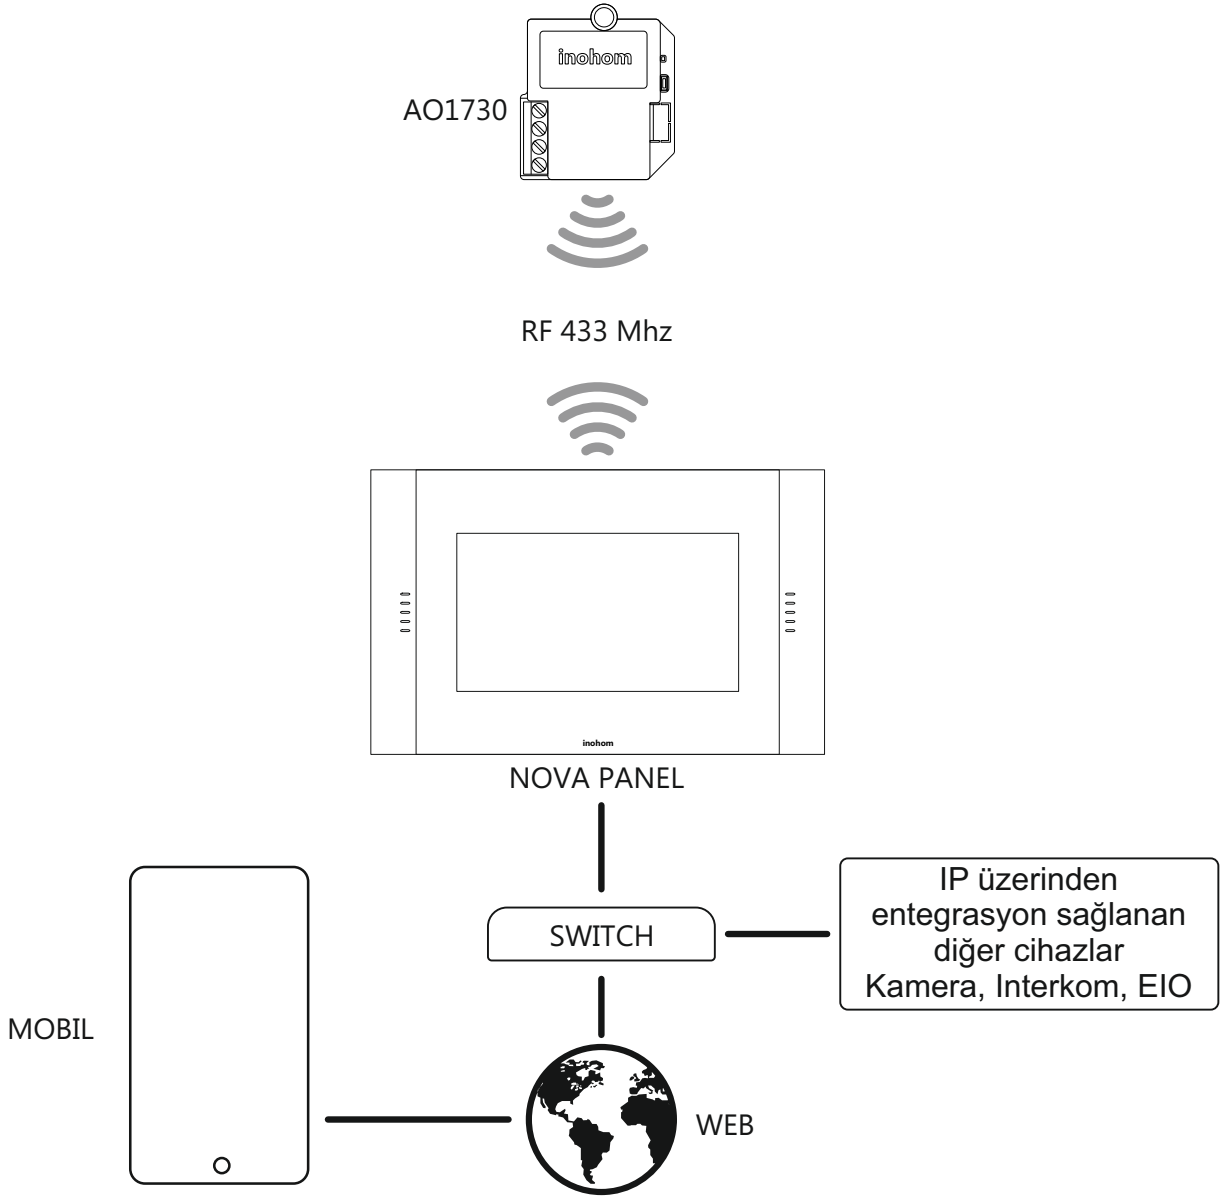 inohom
AO1730
RF 433 Mhz
inohom
NOVA PANEL
SWITCH
IP üzerinden
entegrasyon sağlanan
diğer cihazlar
Kamera, Interkom, EIO
MOBIL
WEB